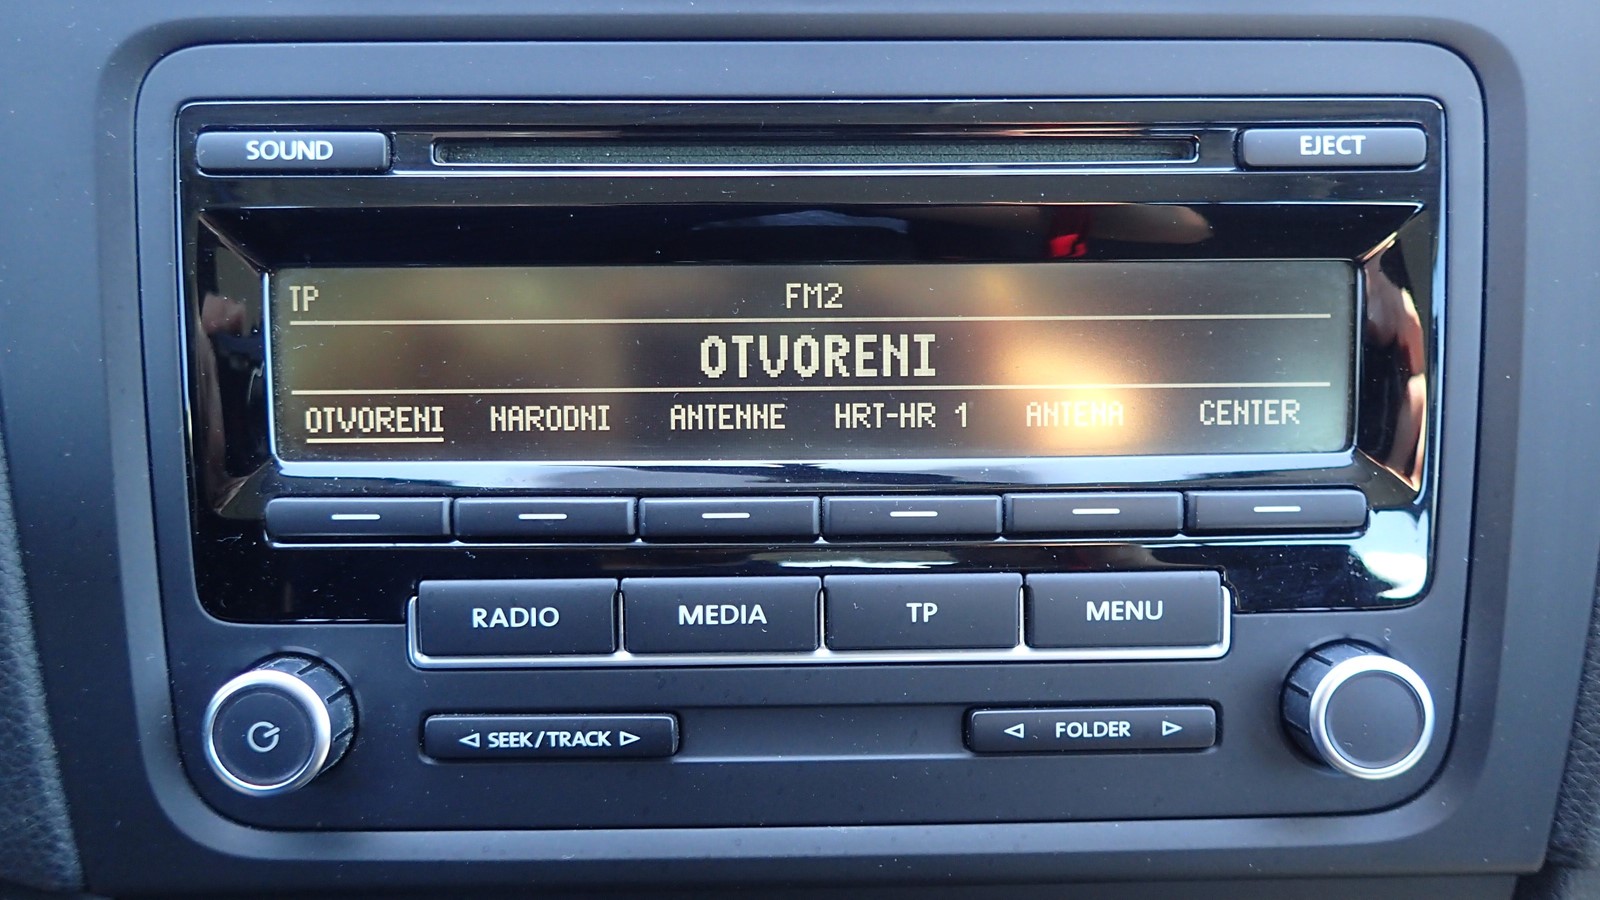 SOUND EJECT
TP FM2
OTVORENI
OTVORENI NARODNI ANTENNE HRT-HR 1 ANTENA CENTER
RADIO MEDIA TP MENU
SEEK/TRACK FOLDER